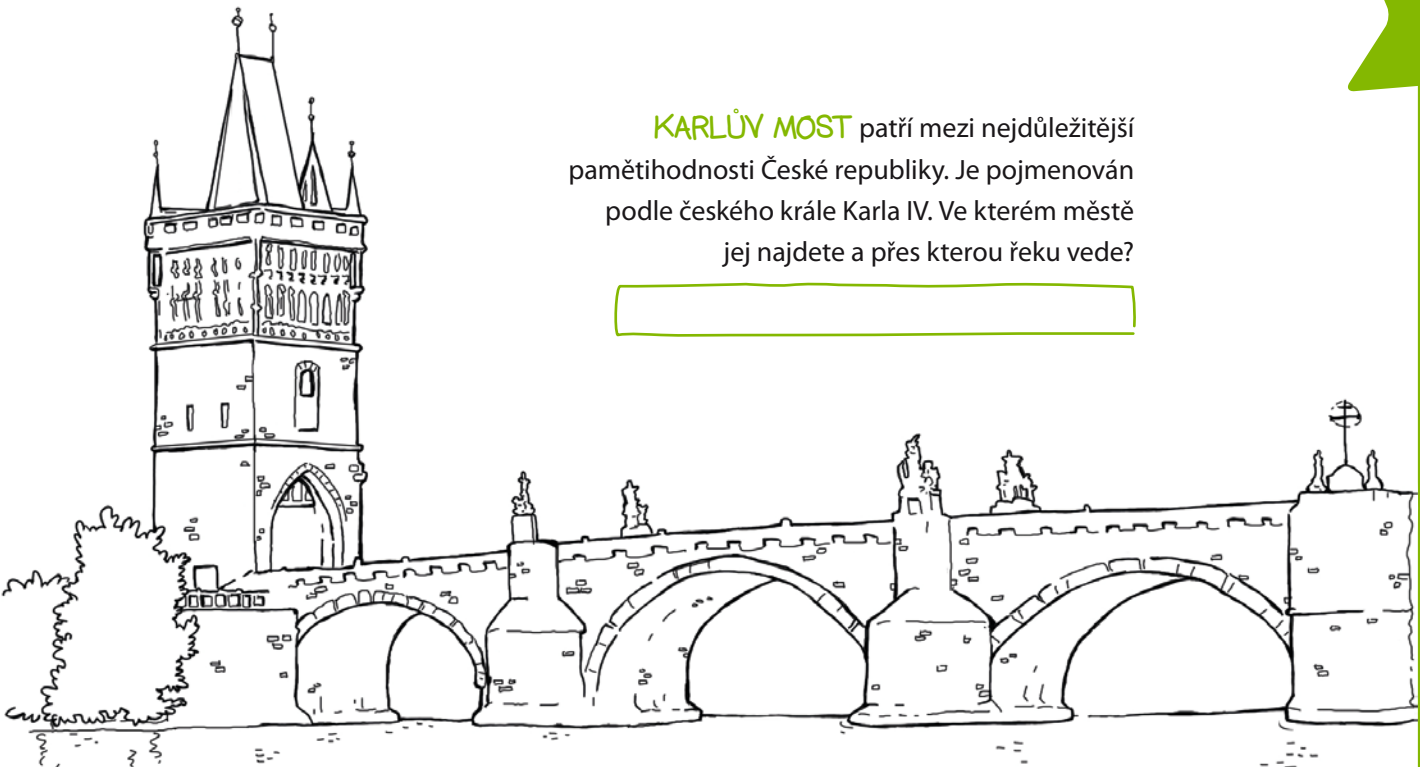 KARLŮV MOST patří mezi nejdůležitější
pamětihodnosti České republiky. Je pojmenován
podle českého krále Karla IV. Ve kterém městě
jej najdete a přes kterou řeku vede?